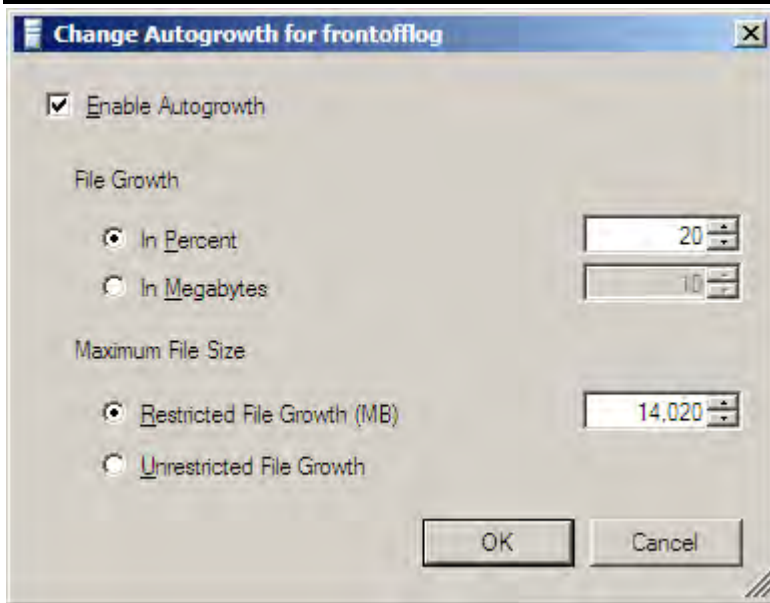 Change Autogrowth for frontofflog
Enable Autogrowth
File Growth
In Percent 20
In Megabytes 10
Maximum File Size
Restricted File Growth (MB) 14,020
Unrestricted File Growth
OK Cancel